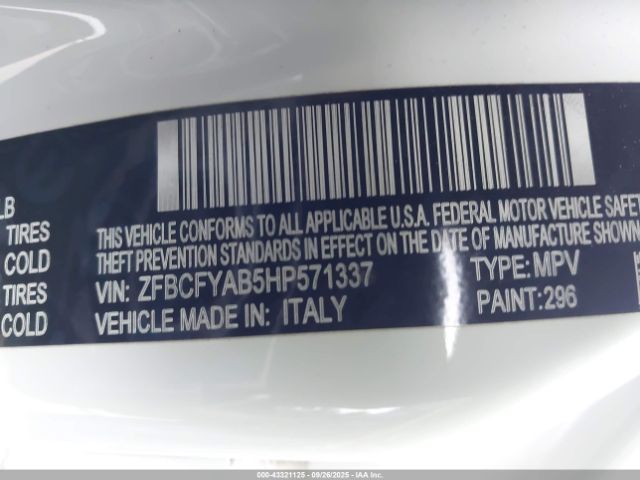 LB
TIRES
COLD
TIRES
COLD
THIS VEHICLE CONFORMS TO ALL APPLICABLE U.S.A. FEDERAL MOTOR VEHICLE SAFETY
THEFT PREVENTION STANDARDS IN EFFECT ON THE DATE OF MANUFACTURE SHOWN
VIN: ZFBCFYAB5HP571337 TYPE: MPV
VEHICLE MADE IN: ITALY PAINT: 296
000-43321125 - 09/26/2025 - IAA Inc.